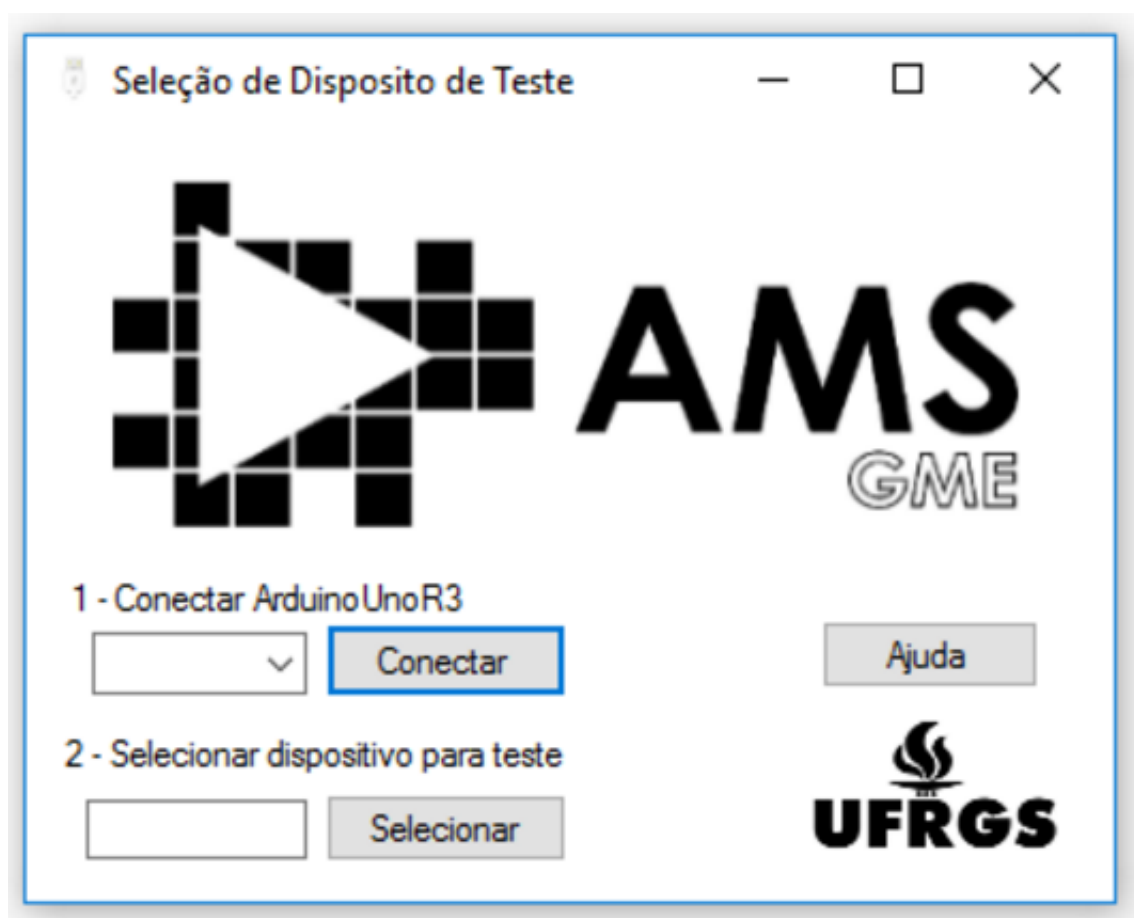 Seleção de Disposito de Teste
AMS
GME
1 - Conectar ArduinoUnoR3
Conectar
Ajuda
2 - Selecionar dispositivo para teste
Selecionar
UFRGS